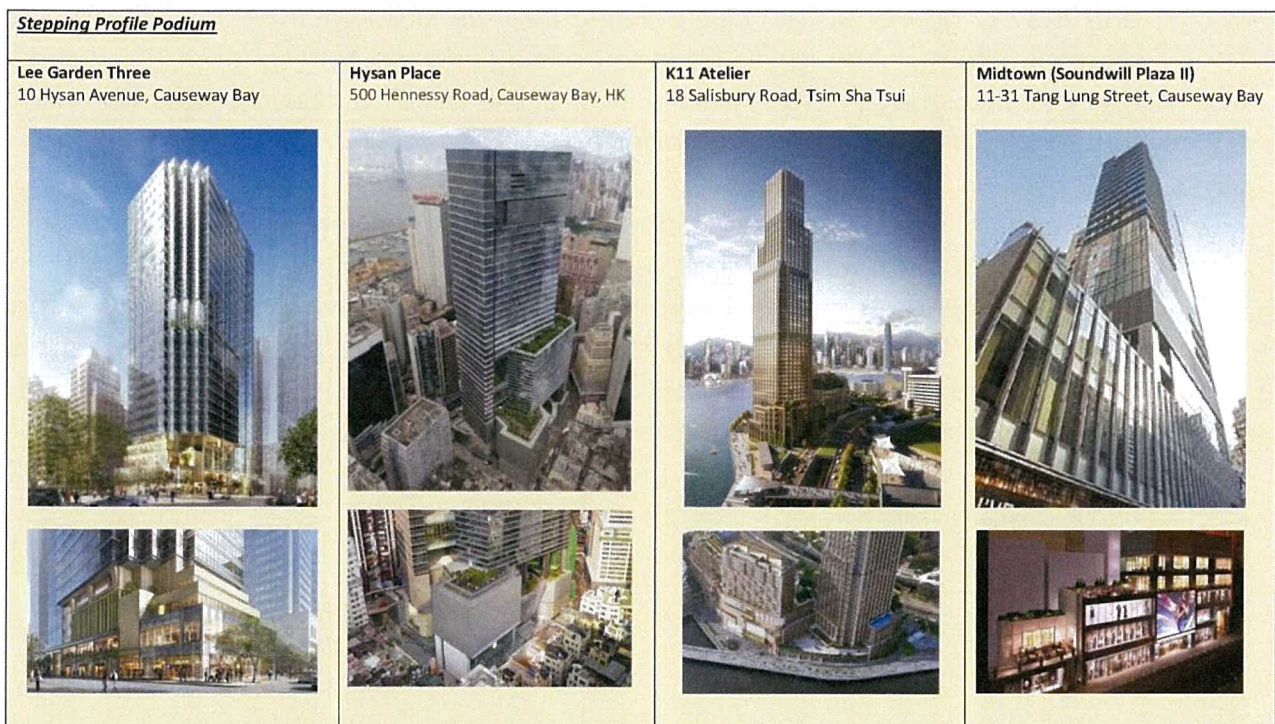 Stepping Profile Podium
Lee Garden Three
10 Hysan Avenue, Causeway Bay
Hysan Place
500 Hennessy Road, Causeway Bay, HK
K11 Atelier
18 Salisbury Road, Tsim Sha Tsui
Midtown (Soundwill Plaza II)
11-31 Tang Lung Street, Causeway Bay